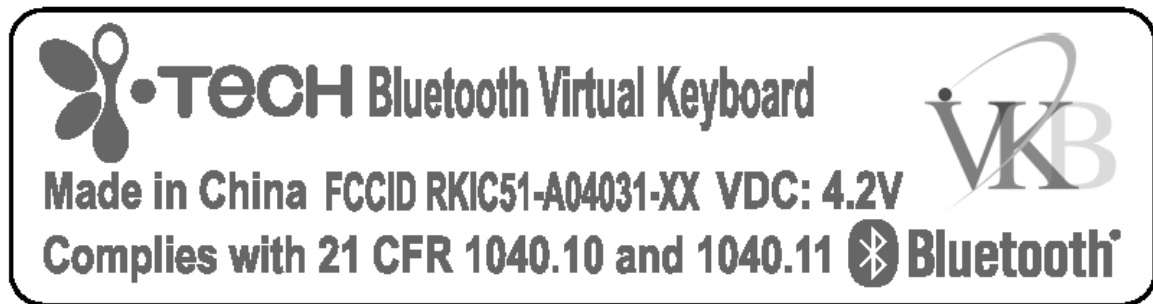 i·TECH Bluetooth Virtual Keyboard
VKB
Made in China FCCID RKIC51-A04031-XX VDC: 4.2V
Complies with 21 CFR 1040.10 and 1040.11 Bluetooth